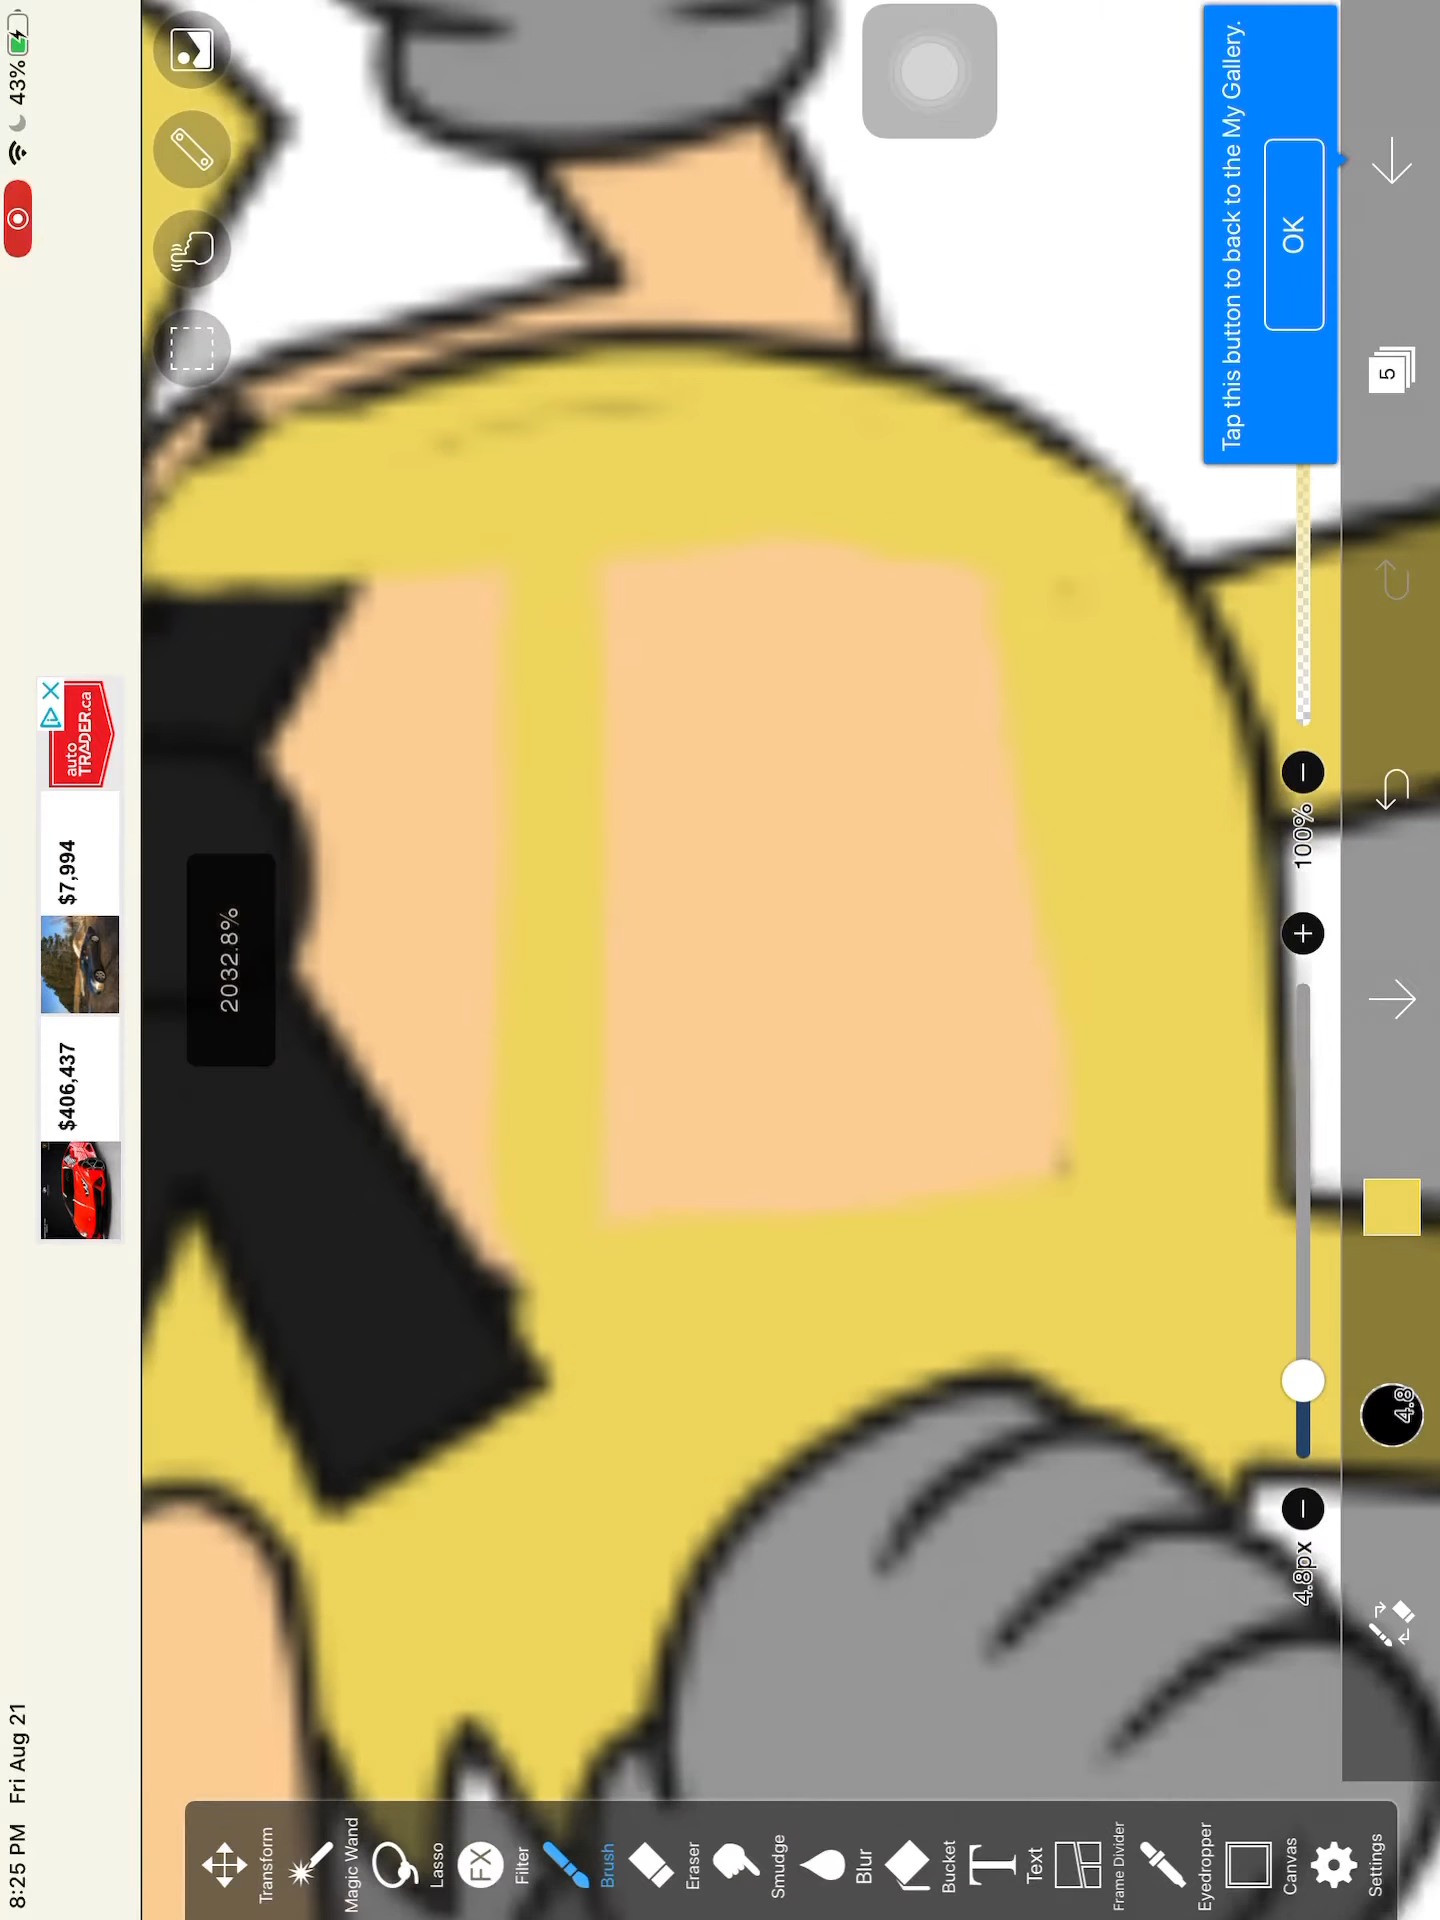 8:25 PM Fri Aug 21
43%
$406,437
$7,994
auto
TRADER.ca
2032.8%
Tap this button to back to the My Gallery.
OK
Transform
Magic Wand
Lasso
FX
Filter
Brush
Eraser
Smudge
Blur
Bucket
T
Text
Frame Divider
Eyedropper
Canvas
Settings
4.8px
100%
4.8
5